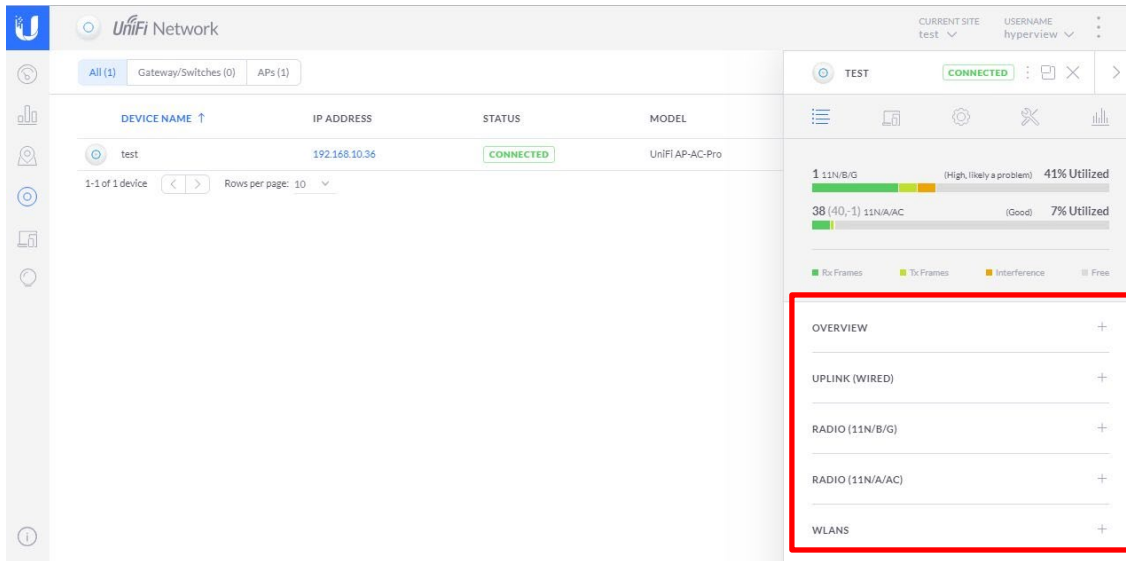 UniFi Network
CURRENT SITE
test
USERNAME
hyperview
All (1)
Gateway/Switches (0)
APs (1)
DEVICE NAME ↑
IP ADDRESS
STATUS
MODEL
test
192.168.10.36
CONNECTED
UniFi AP-AC-Pro
1-1 of 1 device
< >
Rows per page: 10
TEST
CONNECTED
1 11N/B/G (High, likely a problem) 41% Utilized
38 (40,-1) 11N/A/AC (Good) 7% Utilized
Rx Frames Tx Frames Interference Free
OVERVIEW +
UPLINK (WIRED) +
RADIO (11N/B/G) +
RADIO (11N/A/AC) +
WLANS +